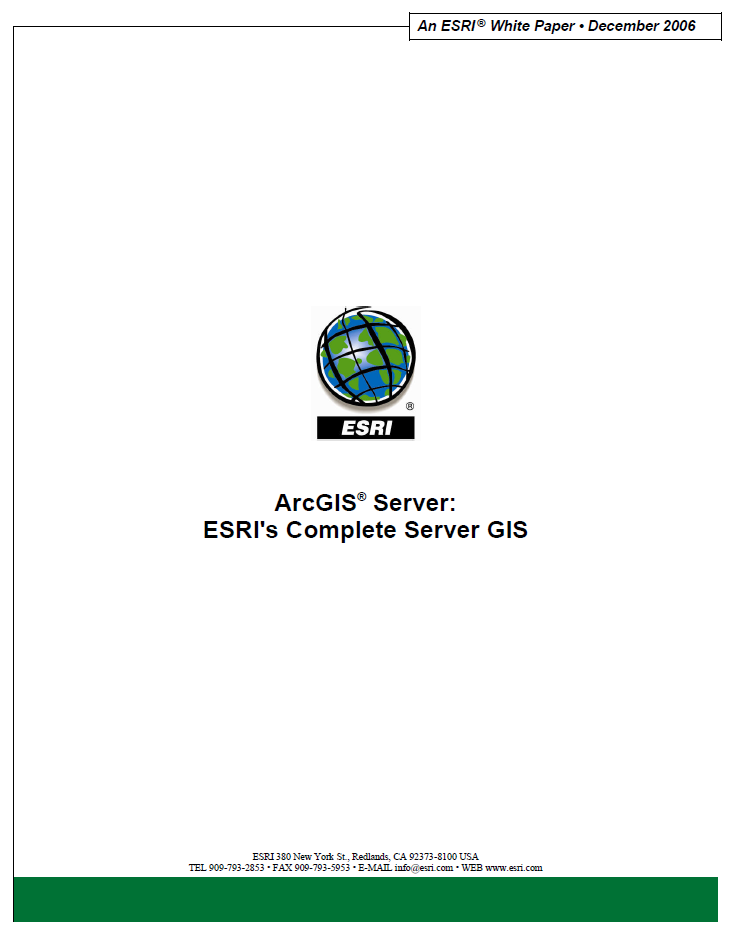 An ESRI® White Paper • December 2006
®
ESRI
ArcGIS® Server:
ESRI's Complete Server GIS
ESRI 380 New York St., Redlands, CA 92373-8100 USA
TEL 909-793-2853 • FAX 909-793-5953 • E-MAIL info@esri.com • WEB www.esri.com